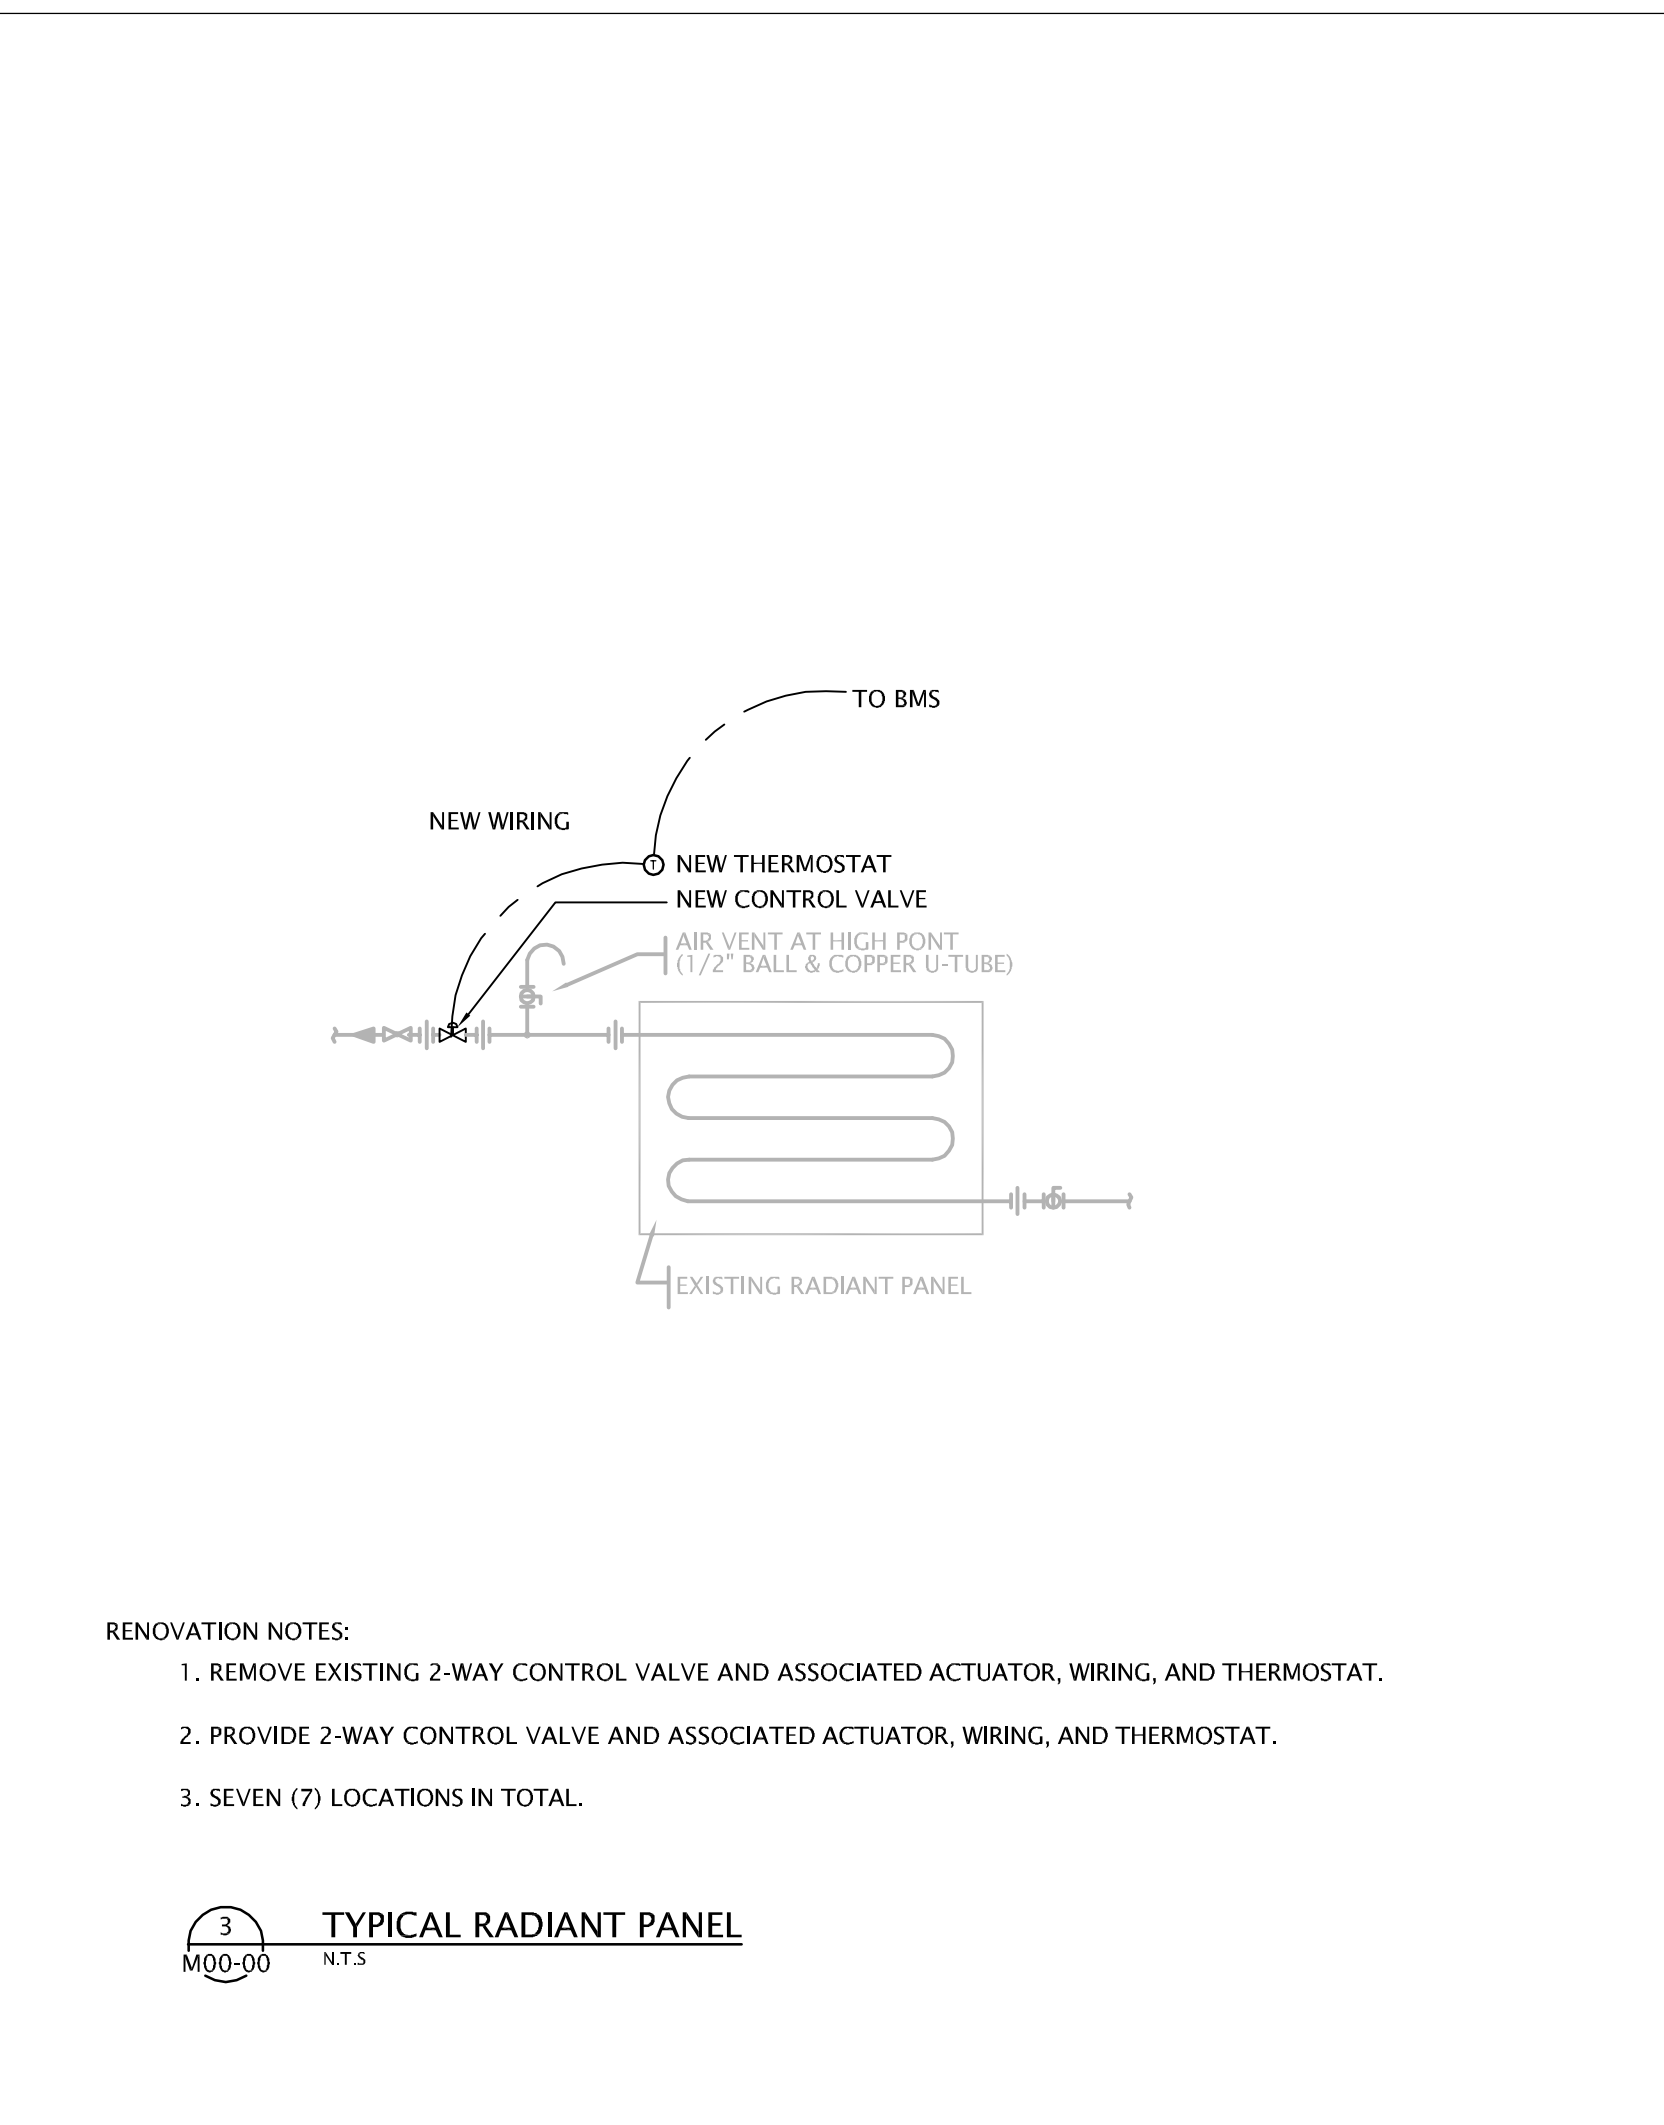 TO BMS
NEW WIRING
T
NEW THERMOSTAT
NEW CONTROL VALVE
AIR VENT AT HIGH PONT
(1/2" BALL & COPPER U-TUBE)
EXISTING RADIANT PANEL
RENOVATION NOTES:
1. REMOVE EXISTING 2-WAY CONTROL VALVE AND ASSOCIATED ACTUATOR, WIRING, AND THERMOSTAT.
2. PROVIDE 2-WAY CONTROL VALVE AND ASSOCIATED ACTUATOR, WIRING, AND THERMOSTAT.
3. SEVEN (7) LOCATIONS IN TOTAL.
3
TYPICAL RADIANT PANEL
M00-00
N.T.S